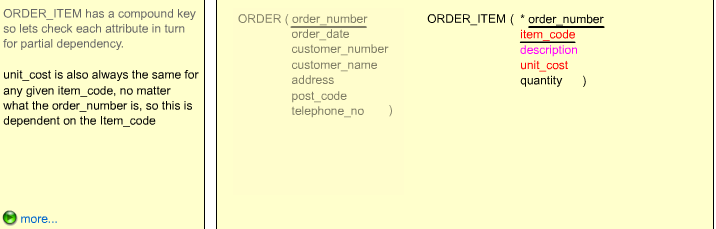 ORDER_ITEM has a compound key
so lets check each attribute in turn
for partial dependency.
unit_cost is also always the same for
any given item_code, no matter
what the order_number is, so this is
dependent on the Item_code
more...
ORDER ( order_number
order_date
customer_number
customer_name
address
post_code
telephone_no )
ORDER_ITEM ( * order_number
item_code
description
unit_cost
quantity )